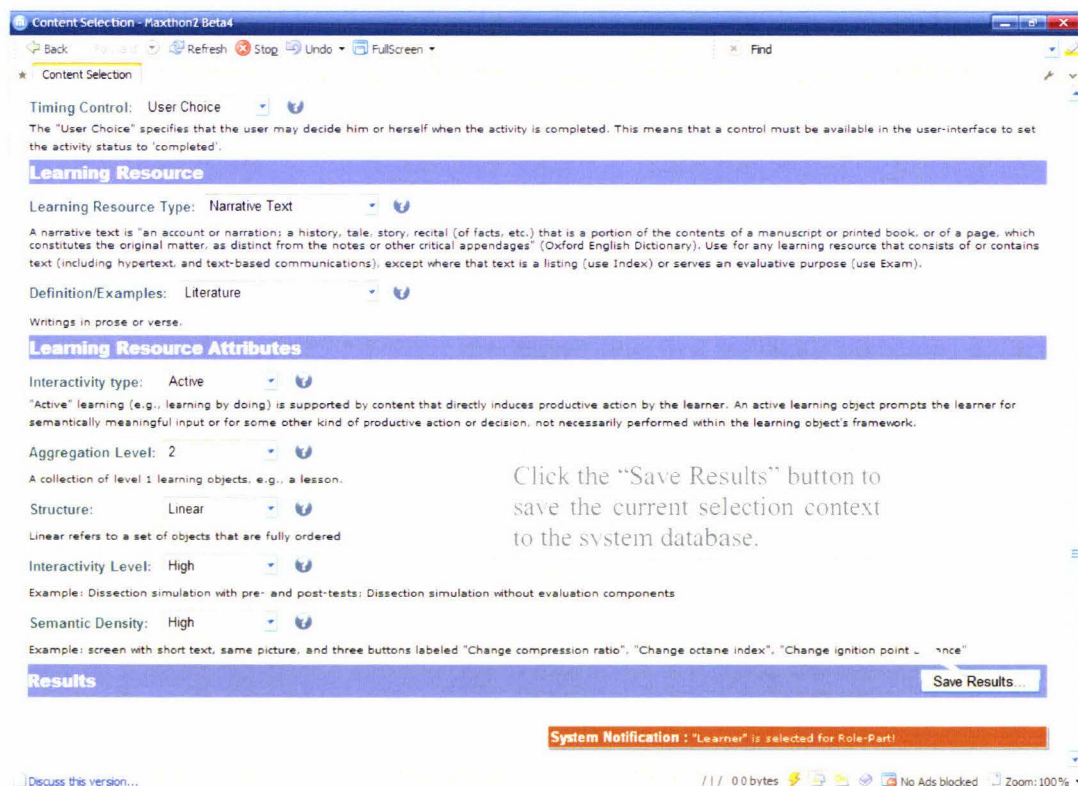 Content Selection - Maxthon2 Beta4
Back Refresh Stop Undo FullScreen Find
Content Selection
Timing Control: User Choice
The "User Choice" specifies that the user may decide him or herself when the activity is completed. This means that a control must be available in the user-interface to set
the activity status to 'completed'.
Learning Resource
Learning Resource Type: Narrative Text
A narrative text is "an account or narration; a history, tale, story, recital (of facts, etc.) that is a portion of the contents of a manuscript or printed book, or of a page, which
constitutes the original matter, as distinct from the notes or other critical appendages" (Oxford English Dictionary). Use for any learning resource that consists of or contains
text (including hypertext, and text-based communications), except where that text is a listing (use Index) or serves an evaluative purpose (use Exam).
Definition/Examples: Literature
Writings in prose or verse.
Learning Resource Attributes
Interactivity type: Active
"Active" learning (e.g., learning by doing) is supported by content that directly induces productive action by the learner. An active learning object prompts the learner for
semantically meaningful input or for some other kind of productive action or decision, not necessarily performed within the learning object's framework.
Aggregation Level: 2
A collection of level 1 learning objects, e.g., a lesson.
Click the "Save Results" button to
save the current selection context
to the system database.
Structure: Linear
Linear refers to a set of objects that are fully ordered
Interactivity Level: High
Example: Dissection simulation with pre- and post-tests; Dissection simulation without evaluation components
Semantic Density: High
Example: screen with short text, same picture, and three buttons labeled "Change compression ratio", "Change octane index", "Change ignition point
Results Save Results...
System Notification : "Learner" is selected for Role-Part!
Discuss this version... 0.0 bytes No Ads blocked Zoom: 100%